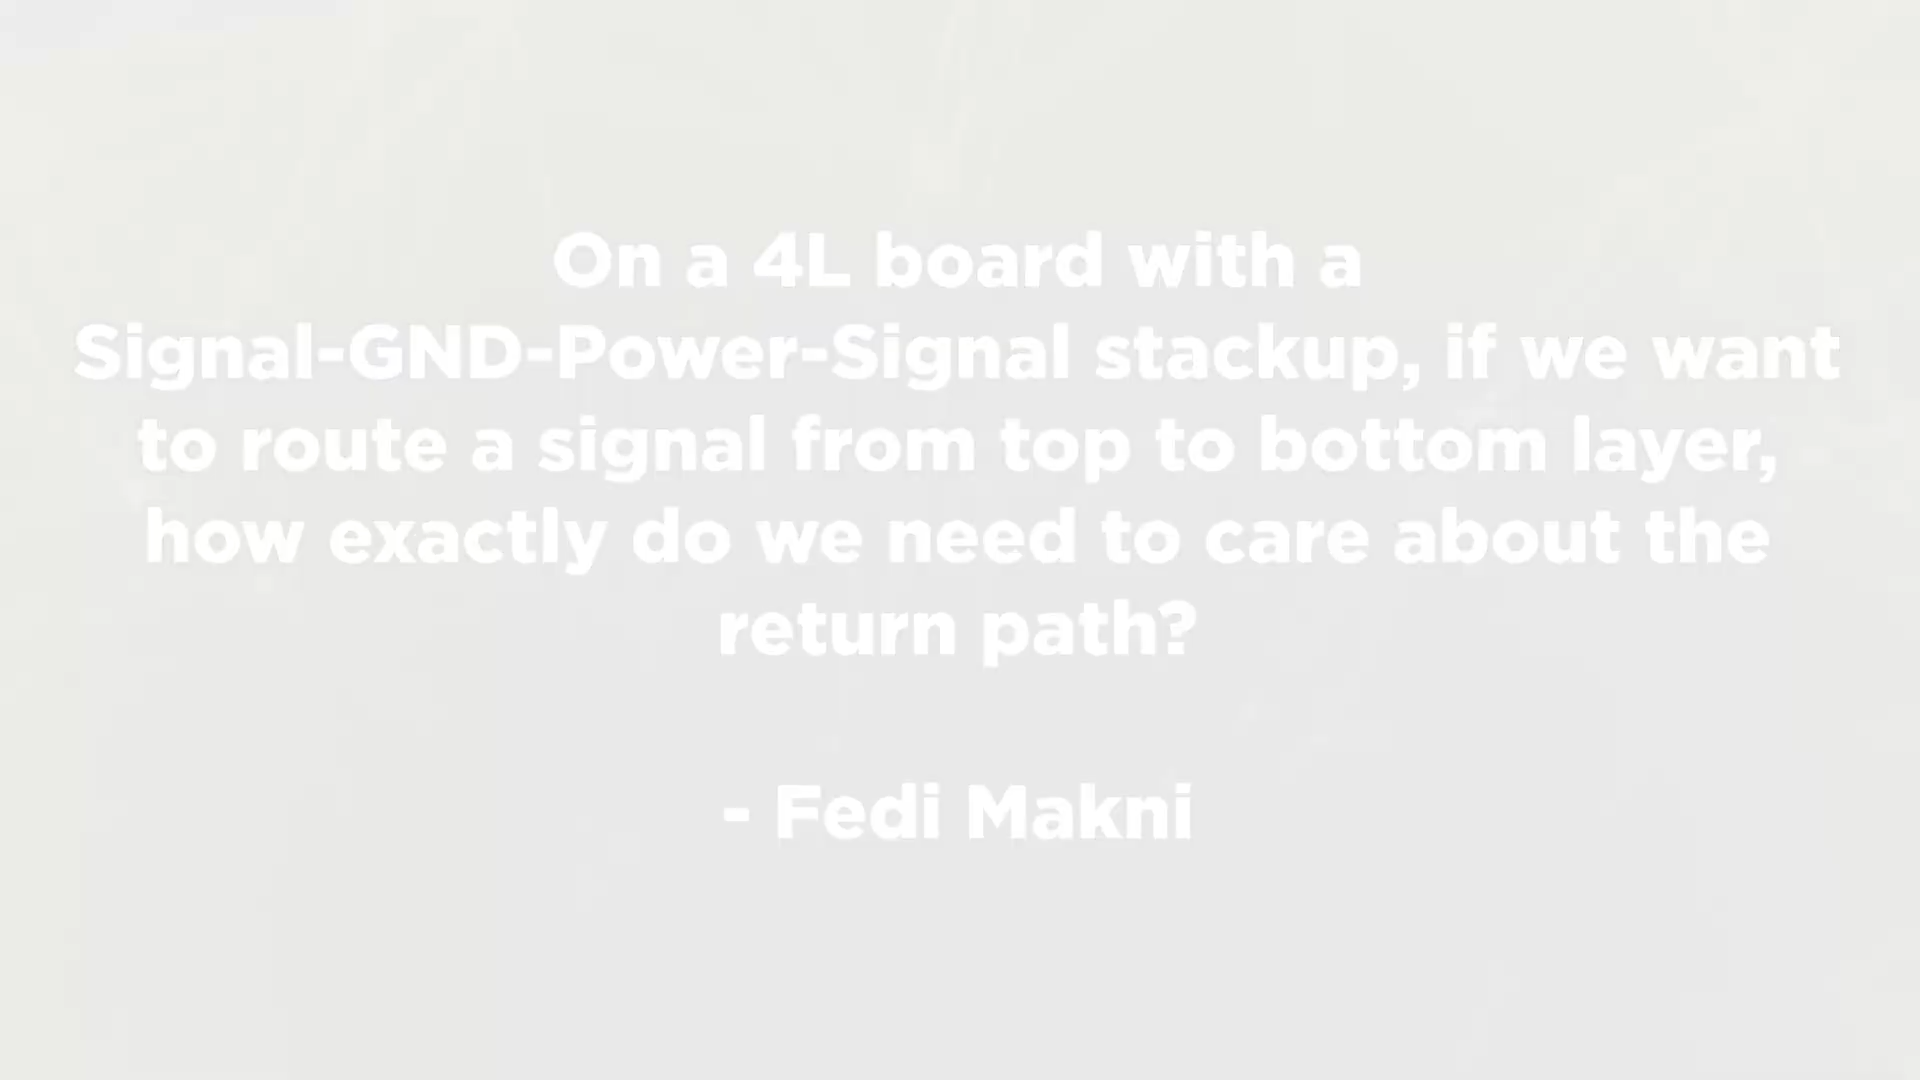 On a 4L board with a
Signal-GND-Power-Signal stackup, if we want
to route a signal from top to bottom layer,
how exactly do we need to care about the
return path?
- Fedi Makni